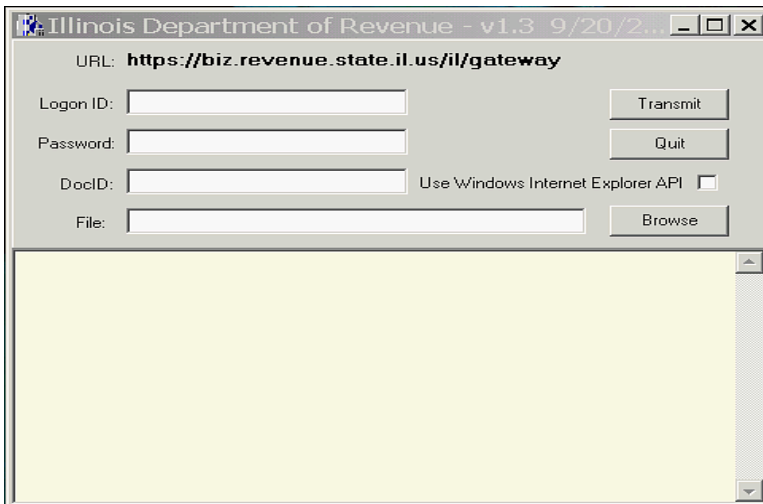 Illinois Department of Revenue - v1.3 9/20/2...
URL: https://biz.revenue.state.il.us/il/gateway
Logon ID:
Transmit
Password:
Quit
DocID:
Use Windows Internet Explorer API
File:
Browse